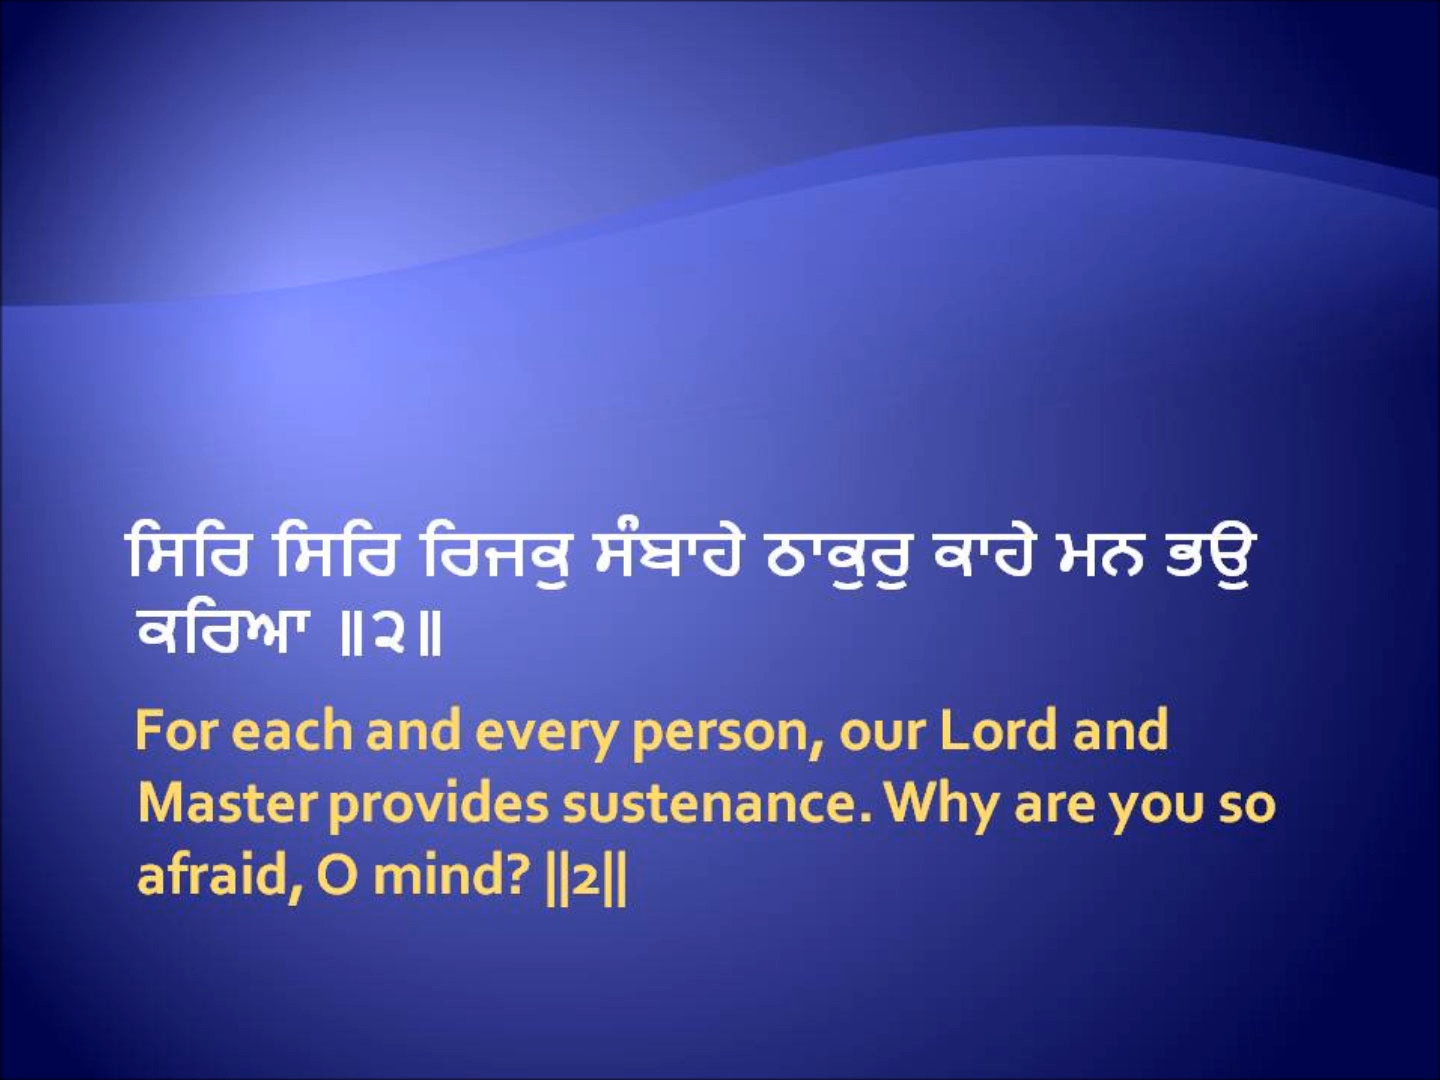 ਸਿਰਿ ਸਿਰਿ ਰਿਜਕੁ ਸੰਬਾਹੇ ਠਾਕੁਰੁ ਕਾਹੇ ਮਨ ਭਉ
ਕਰਿਆ ॥੨॥
For each and every person, our Lord and
Master provides sustenance. Why are you so
afraid, O mind? ||2||